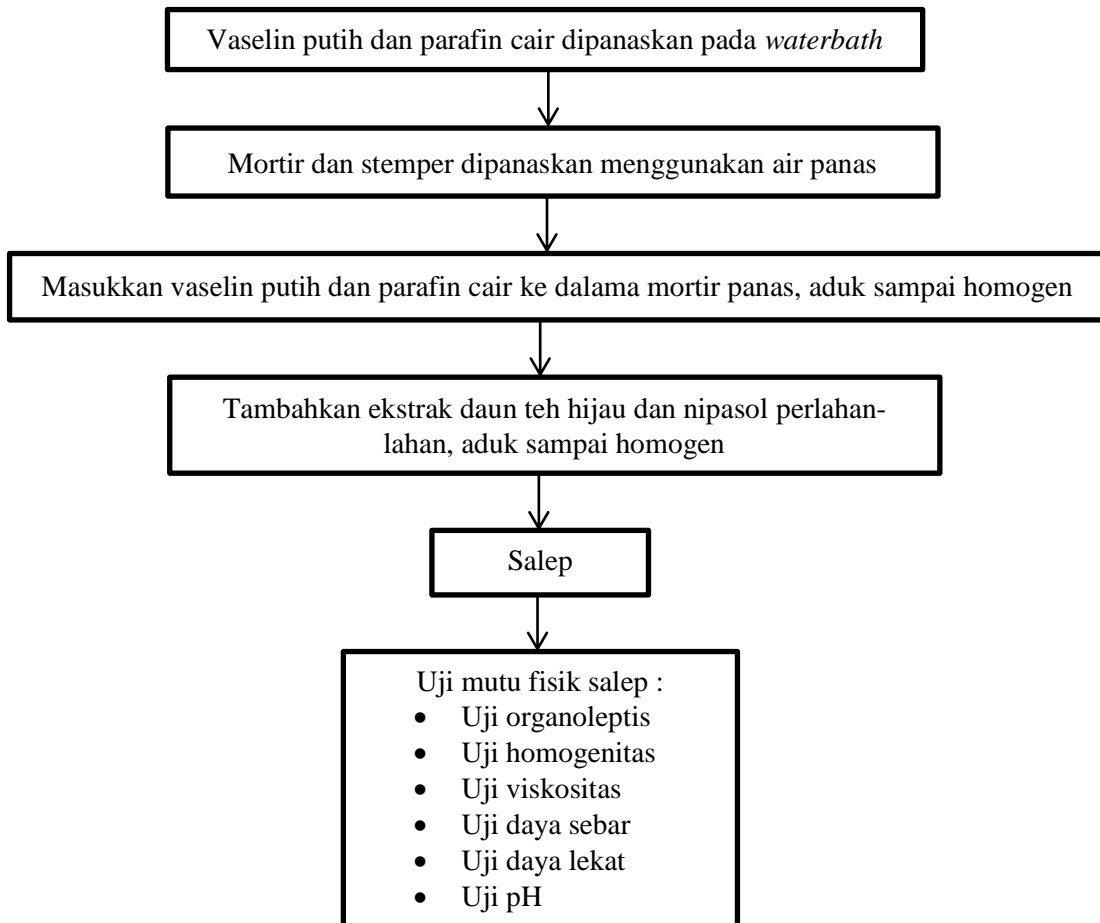 Vaselin putih dan parafin cair dipanaskan pada waterbath
Mortir dan stemper dipanaskan menggunakan air panas
Masukkan vaselin putih dan parafin cair ke dalama mortir panas, aduk sampai homogen
Tambahkan ekstrak daun teh hijau dan nipasol perlahan-
lahan, aduk sampai homogen
Salep
Uji mutu fisik salep :
• Uji organoleptis
• Uji homogenitas
• Uji viskositas
• Uji daya sebar
• Uji daya lekat
• Uji pH